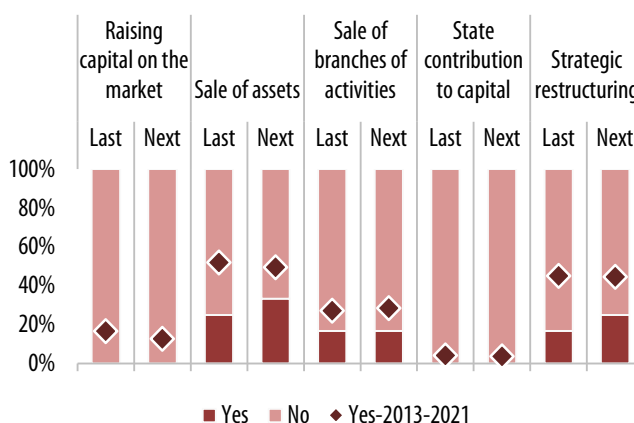 Raising
capital on the
market
Sale of assets
Sale of
branches of
activities
State
contribution
to capital
Strategic
restructuring
Last Next Last Next Last Next Last Next Last Next
100%
80%
60%
40%
20%
0%
Yes No Yes-2013-2021